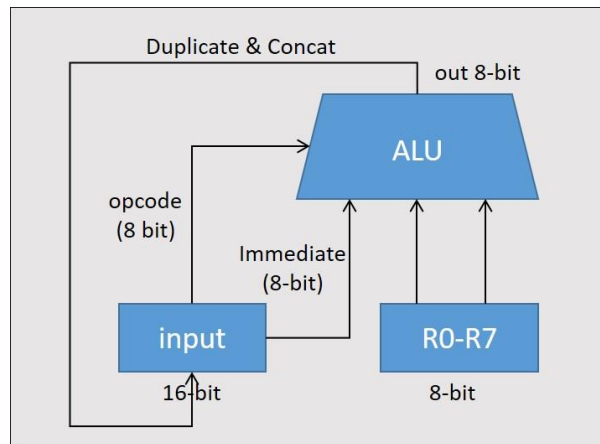 Duplicate & Concat
out 8-bit
ALU
opcode
(8 bit)
Immediate
(8-bit)
input
R0-R7
16-bit
8-bit